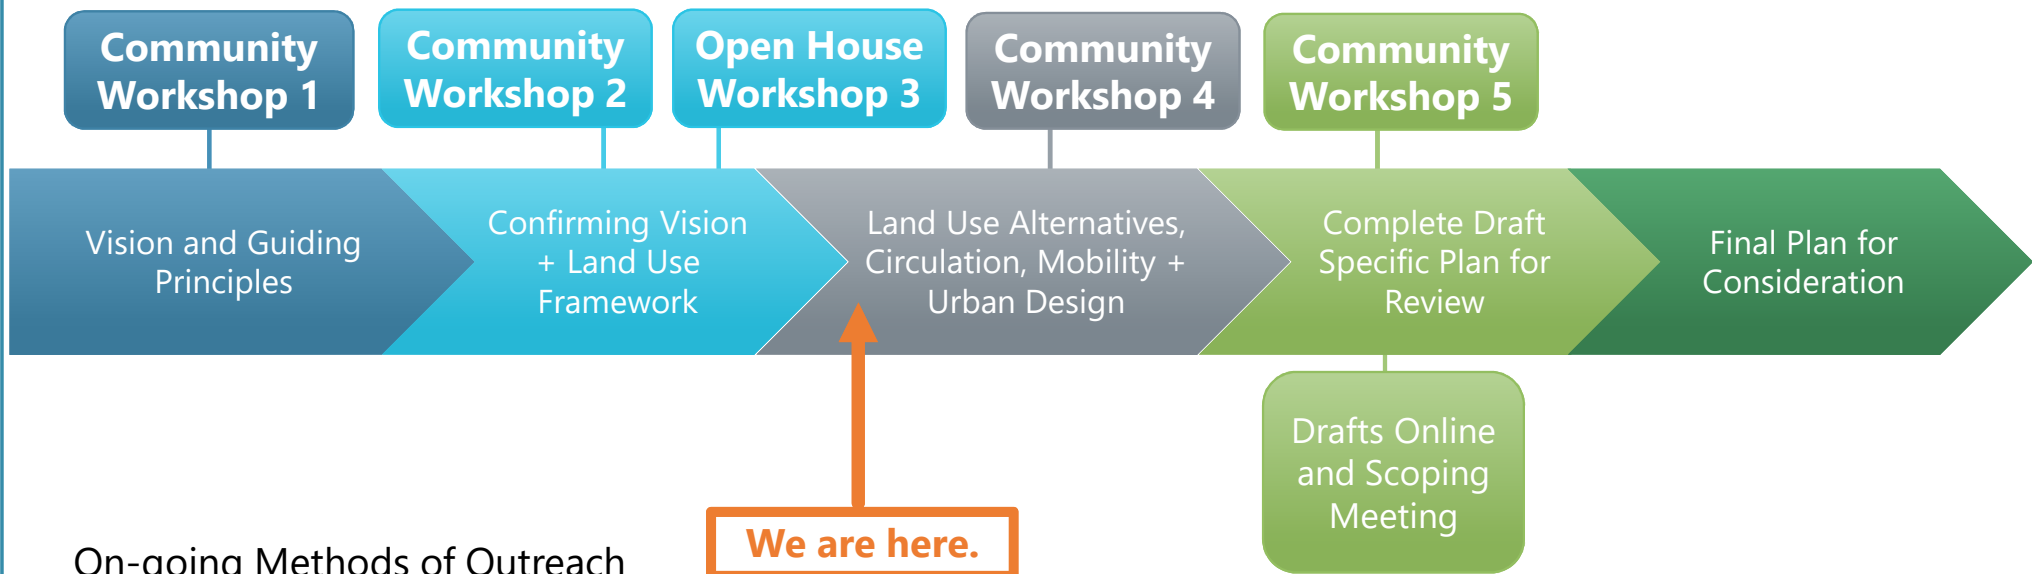 Community
Workshop 1
Community
Workshop 2
Open House
Workshop 3
Community
Workshop 4
Community
Workshop 5
Vision and Guiding
Principles
Confirming Vision
+ Land Use
Framework
Land Use Alternatives,
Circulation, Mobility +
Urban Design
Complete Draft
Specific Plan for
Review
Final Plan for
Consideration
Drafts Online
and Scoping
Meeting
We are here.
On-going Methods of Outreach